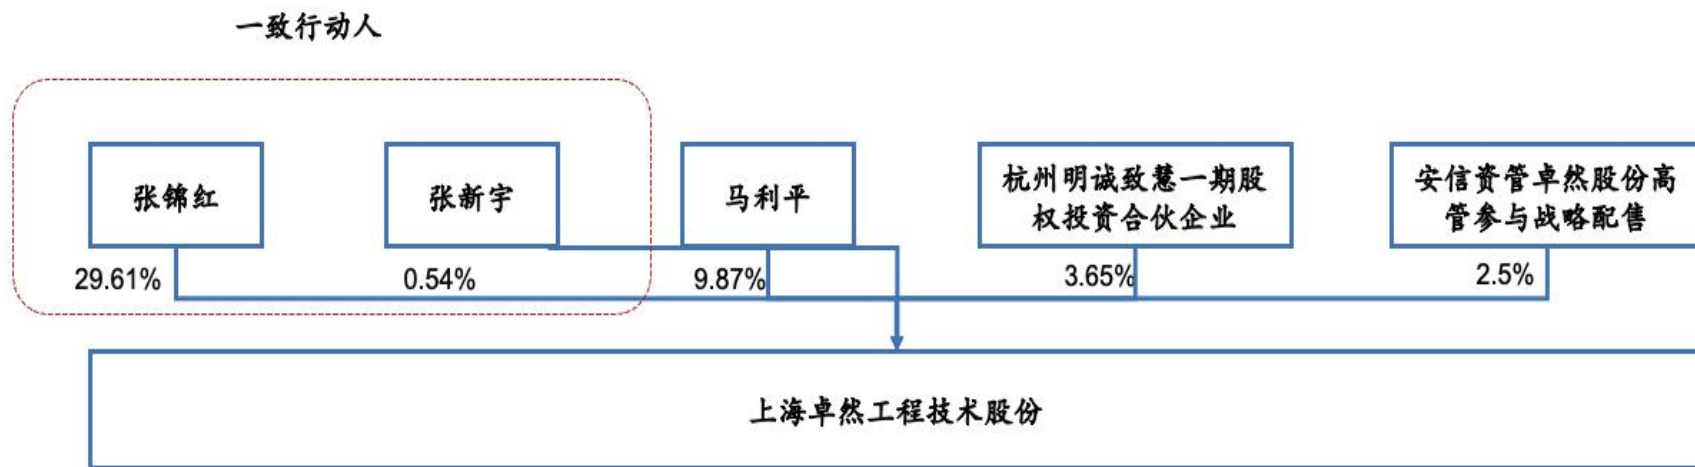 一致行动人
张锦红
张新宇
马利平
杭州明诚致慧一期股
权投资合伙企业
安信资管卓然股份高
管参与战略配售
29.61%
0.54%
9.87%
3.65%
2.5%
上海卓然工程技术股份